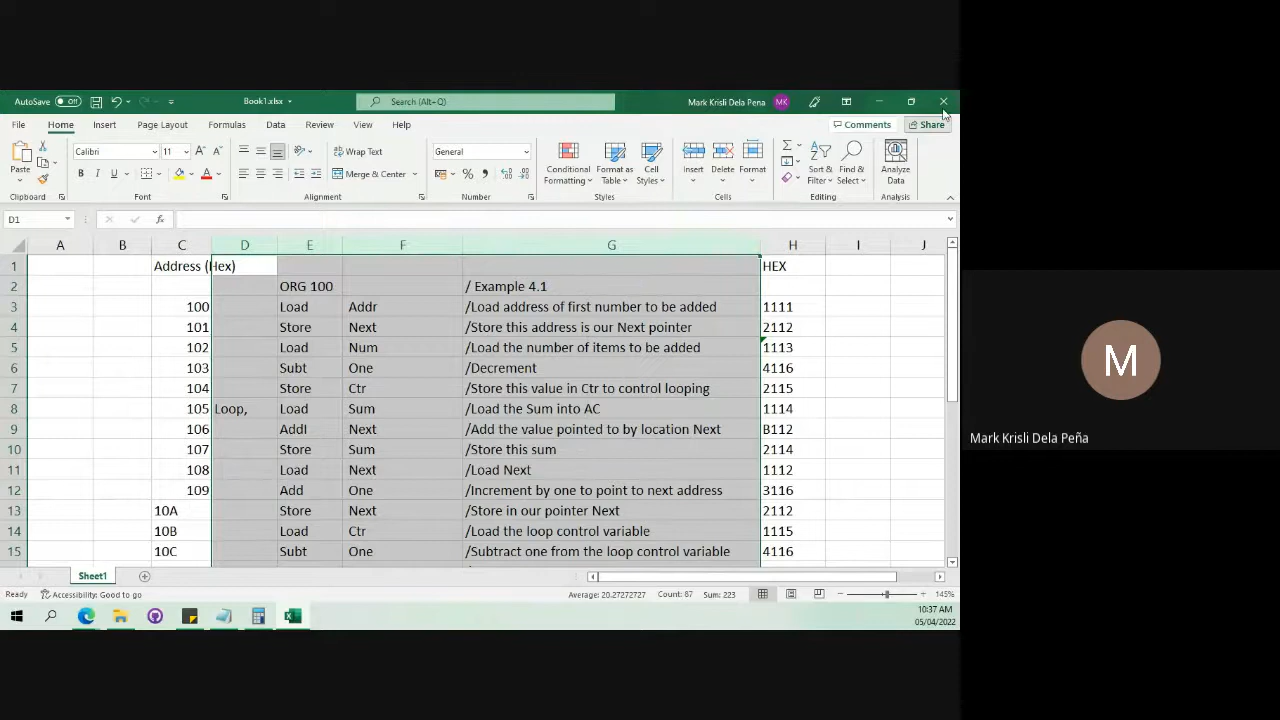 AutoSave Off Book1.xlsx Search (Alt+Q) Mark Krisli Dela Pena MK
File Home Insert Page Layout Formulas Data Review View Help Comments Share
Paste Calibri 11 A A Wrap Text General Conditional Formatting Format as Table Cell Styles Insert Delete Format Sort & Filter Find & Select Analyze Data
B I U A Merge & Center % 
Clipboard Font Alignment Number Styles Cells Editing Analysis
D1 fx
A B C D E F G H I J
1 Address (Hex) HEX
2 ORG 100 / Example 4.1
3 100 Load Addr /Load address of first number to be added 1111
4 101 Store Next /Store this address is our Next pointer 2112
5 102 Load Num /Load the number of items to be added 1113
6 103 Subt One /Decrement 4116
7 104 Store Ctr /Store this value in Ctr to control looping 2115
8 105 Loop, Load Sum /Load the Sum into AC 1114
9 106 AddI Next /Add the value pointed to by location Next B112
10 107 Store Sum /Store this sum 2114
11 108 Load Next /Load Next 1112
12 109 Add One /Increment by one to point to next address 3116
13 10A Store Next /Store in our pointer Next 2112
14 10B Load Ctr /Load the loop control variable 1115
15 10C Subt One /Subtract one from the loop control variable 4116
Sheet1
Ready Accessibility: Good to go Average: 20.27272727 Count: 87 Sum: 223 145%
10:37 AM
05/04/2022
M
Mark Krisli Dela Peña